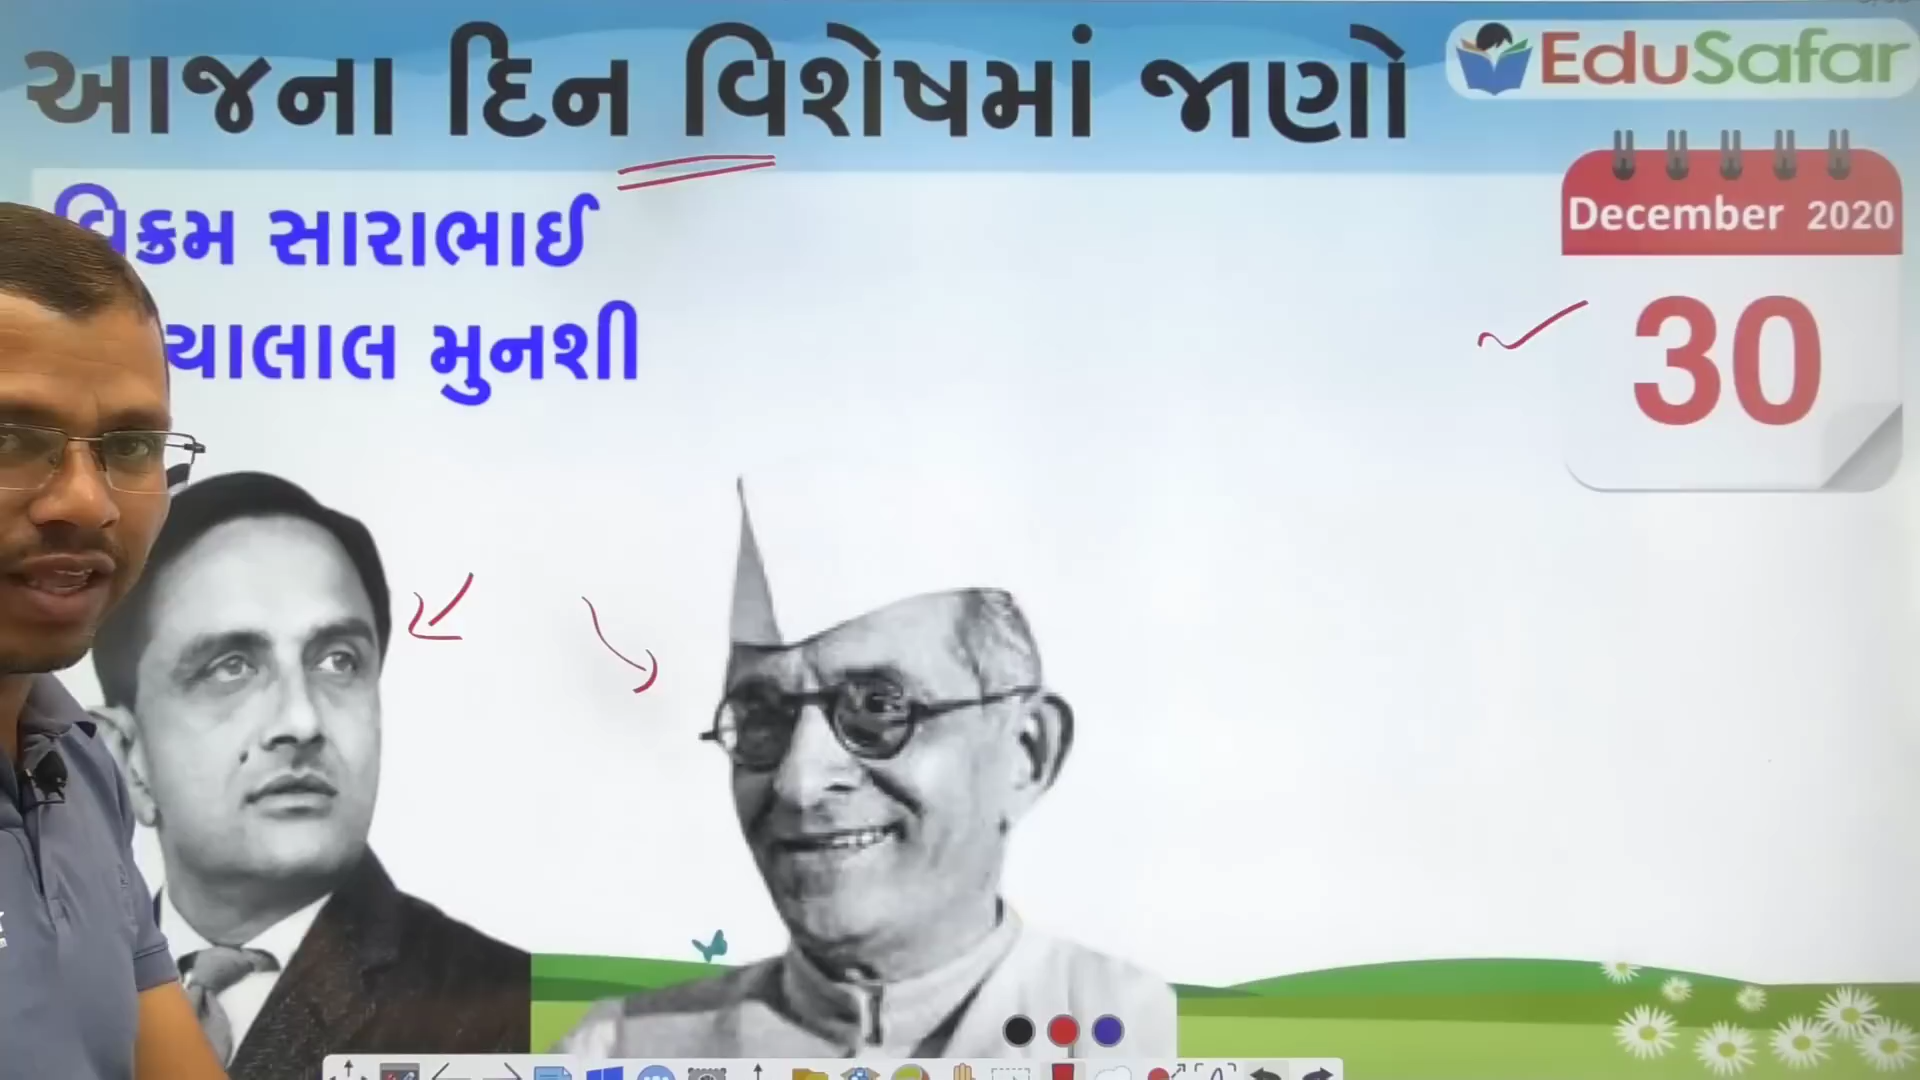 આજના દિન વિશેષમાં જાણો
EduSafar
December 2020
30
વિક્રમ સારાભાઈ
મુનશી